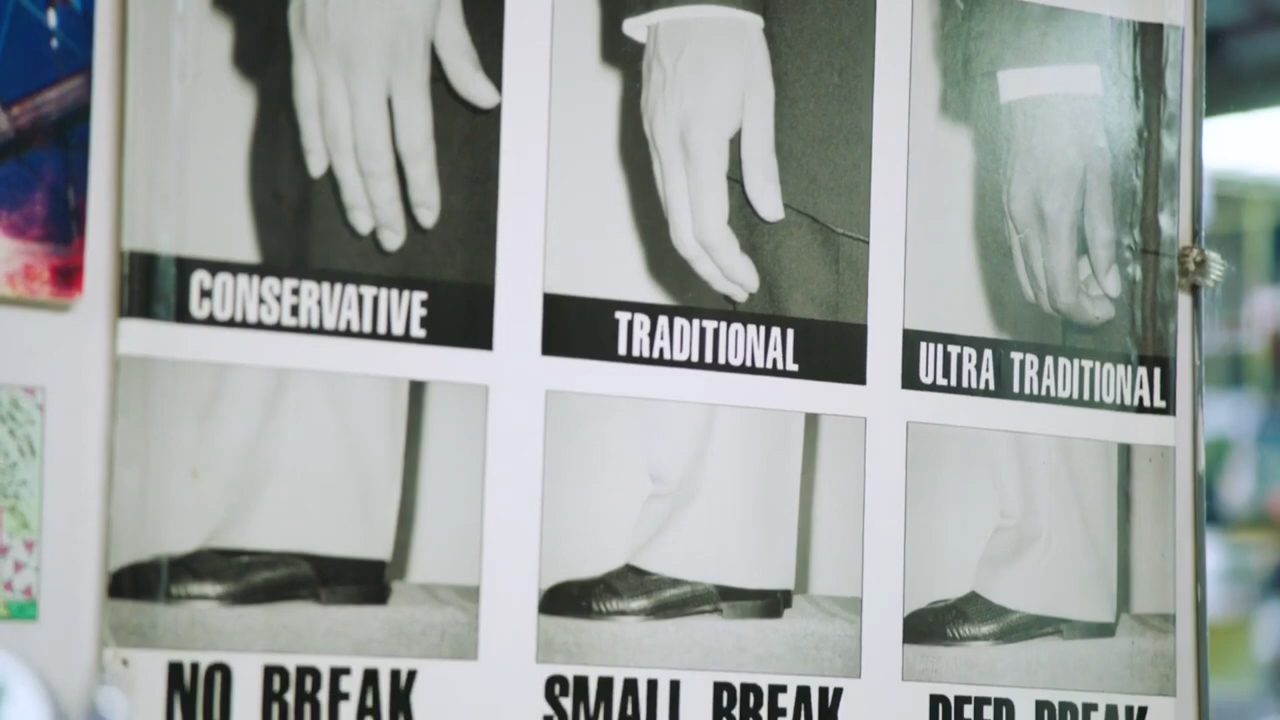 CONSERVATIVE
TRADITIONAL
ULTRA TRADITIONAL
NO BREAK
SMALL BREAK
DEEP BREAK